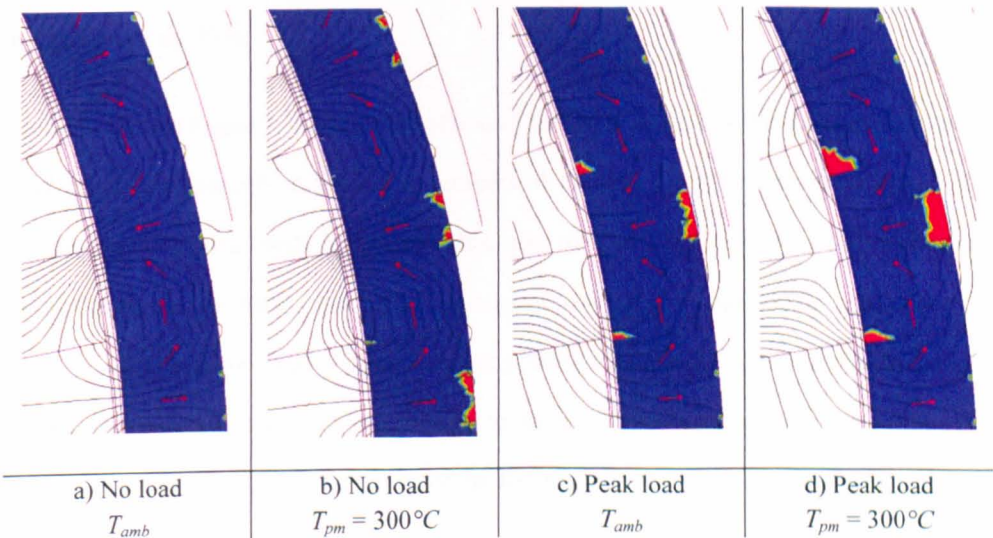 a) No load
T_amb
b) No load
T_pm = 300°C
c) Peak load
T_amb
d) Peak load
T_pm = 300°C